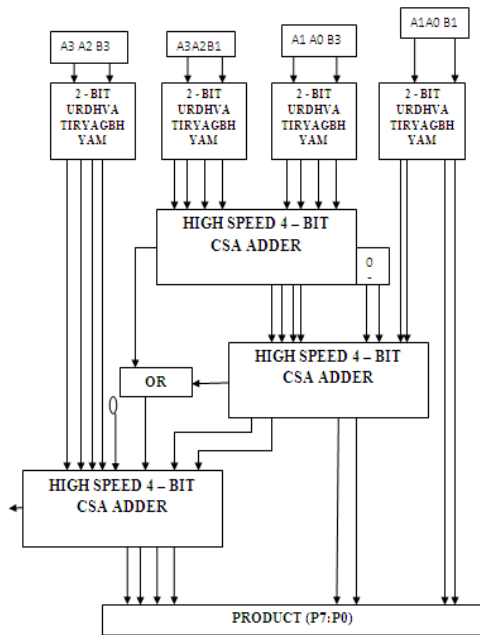 A3 A2 B3
A3A2B1
A1 A0 B3
A1A0 B1
2 - BIT
URDHVA
TIRYAGBH
YAM
2 - BIT
URDHVA
TIRYAGBH
YAM
2 - BIT
URDHVA
TIRYAGBH
YAM
2 - BIT
URDHVA
TIRYAGBH
YAM
HIGH SPEED 4 – BIT
CSA ADDER
0
-
HIGH SPEED 4 – BIT
CSA ADDER
OR
0
HIGH SPEED 4 – BIT
CSA ADDER
PRODUCT (P7:P0)